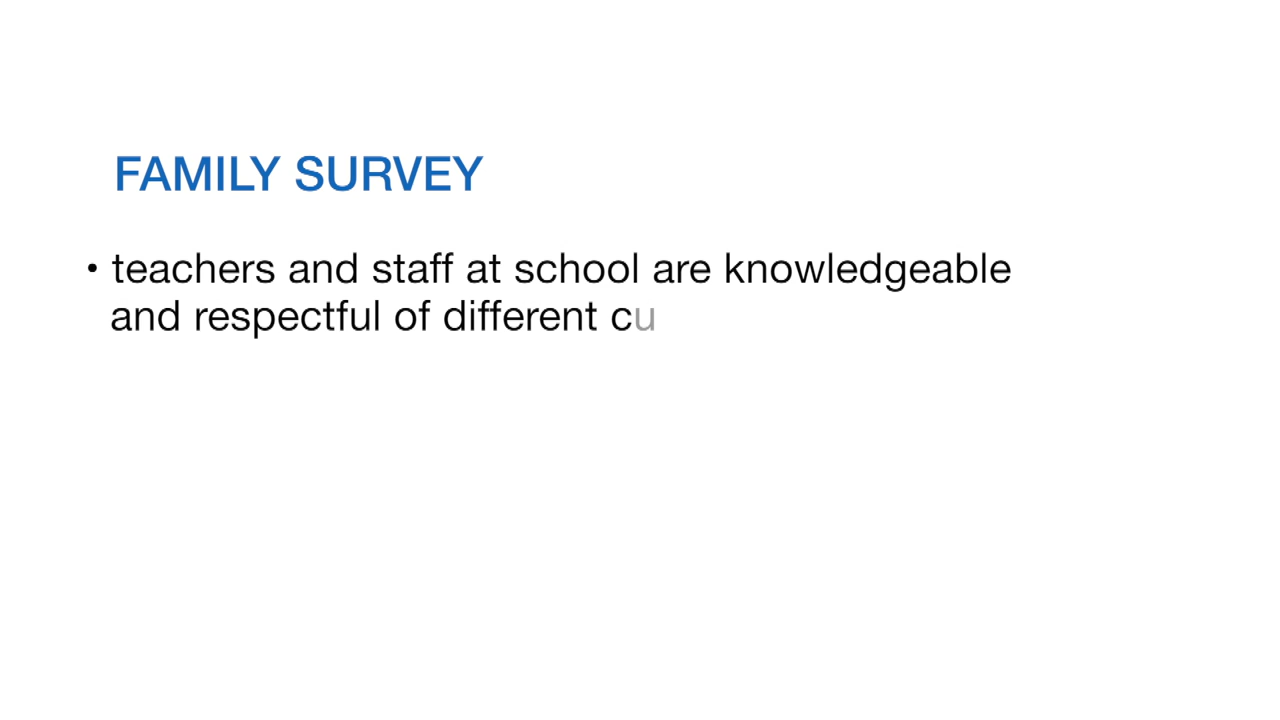 FAMILY SURVEY
• teachers and staff at school are knowledgeable
and respectful of different cu